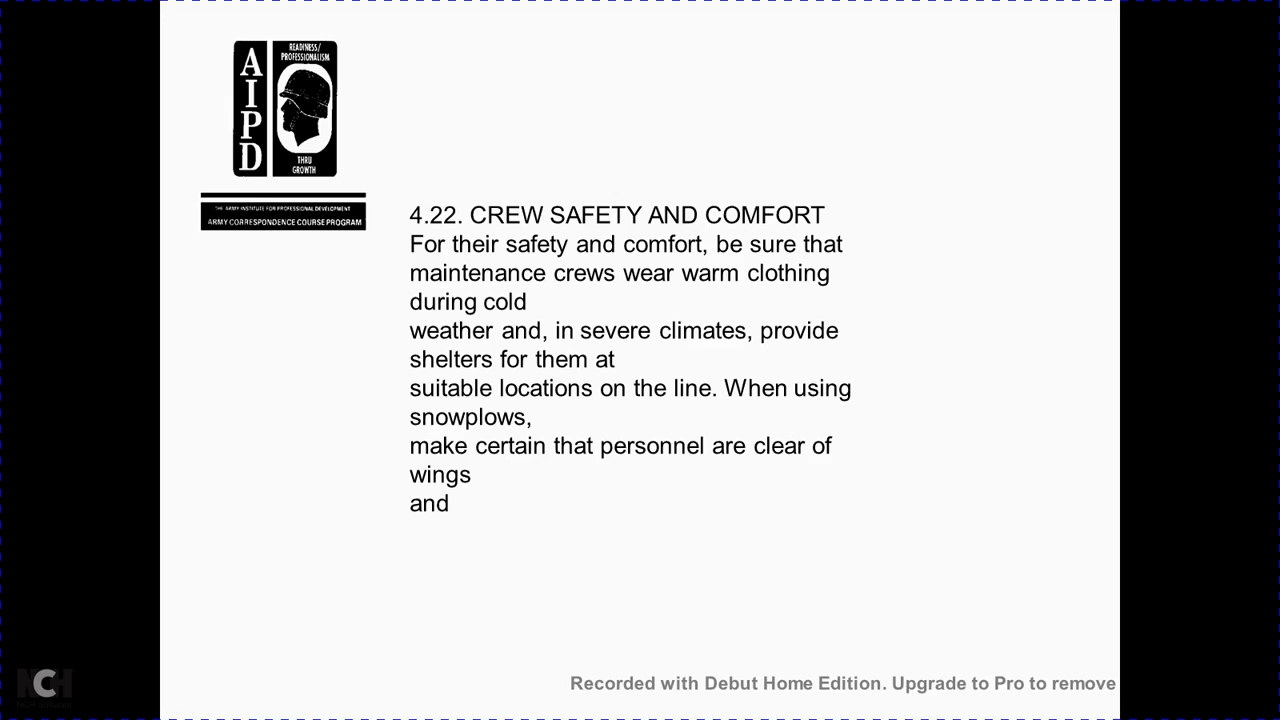 AIPD
READINESS/
PROFESSIONALISM
THRU
GROWTH
THE ARMY INSTITUTE FOR PROFESSIONAL DEVELOPMENT
ARMY CORRESPONDENCE COURSE PROGRAM
4.22. CREW SAFETY AND COMFORT
For their safety and comfort, be sure that
maintenance crews wear warm clothing
during cold
weather and, in severe climates, provide
shelters for them at
suitable locations on the line. When using
snowplows,
make certain that personnel are clear of
wings
and
Recorded with Debut Home Edition. Upgrade to Pro to remove
NCH